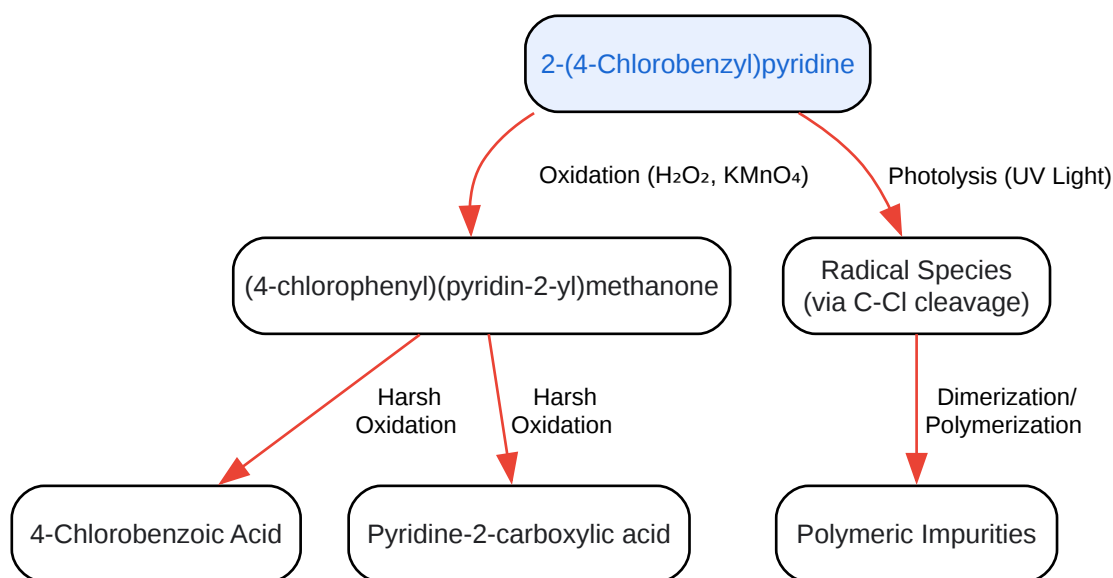 2-(4-Chlorobenzyl)pyridine
Oxidation (H₂O₂, KMnO₄)
Photolysis (UV Light)
(4-chlorophenyl)(pyridin-2-yl)methanone
Radical Species
(via C-Cl cleavage)
Harsh
Oxidation
Harsh
Oxidation
Dimerization/
Polymerization
4-Chlorobenzoic Acid
Pyridine-2-carboxylic acid
Polymeric Impurities